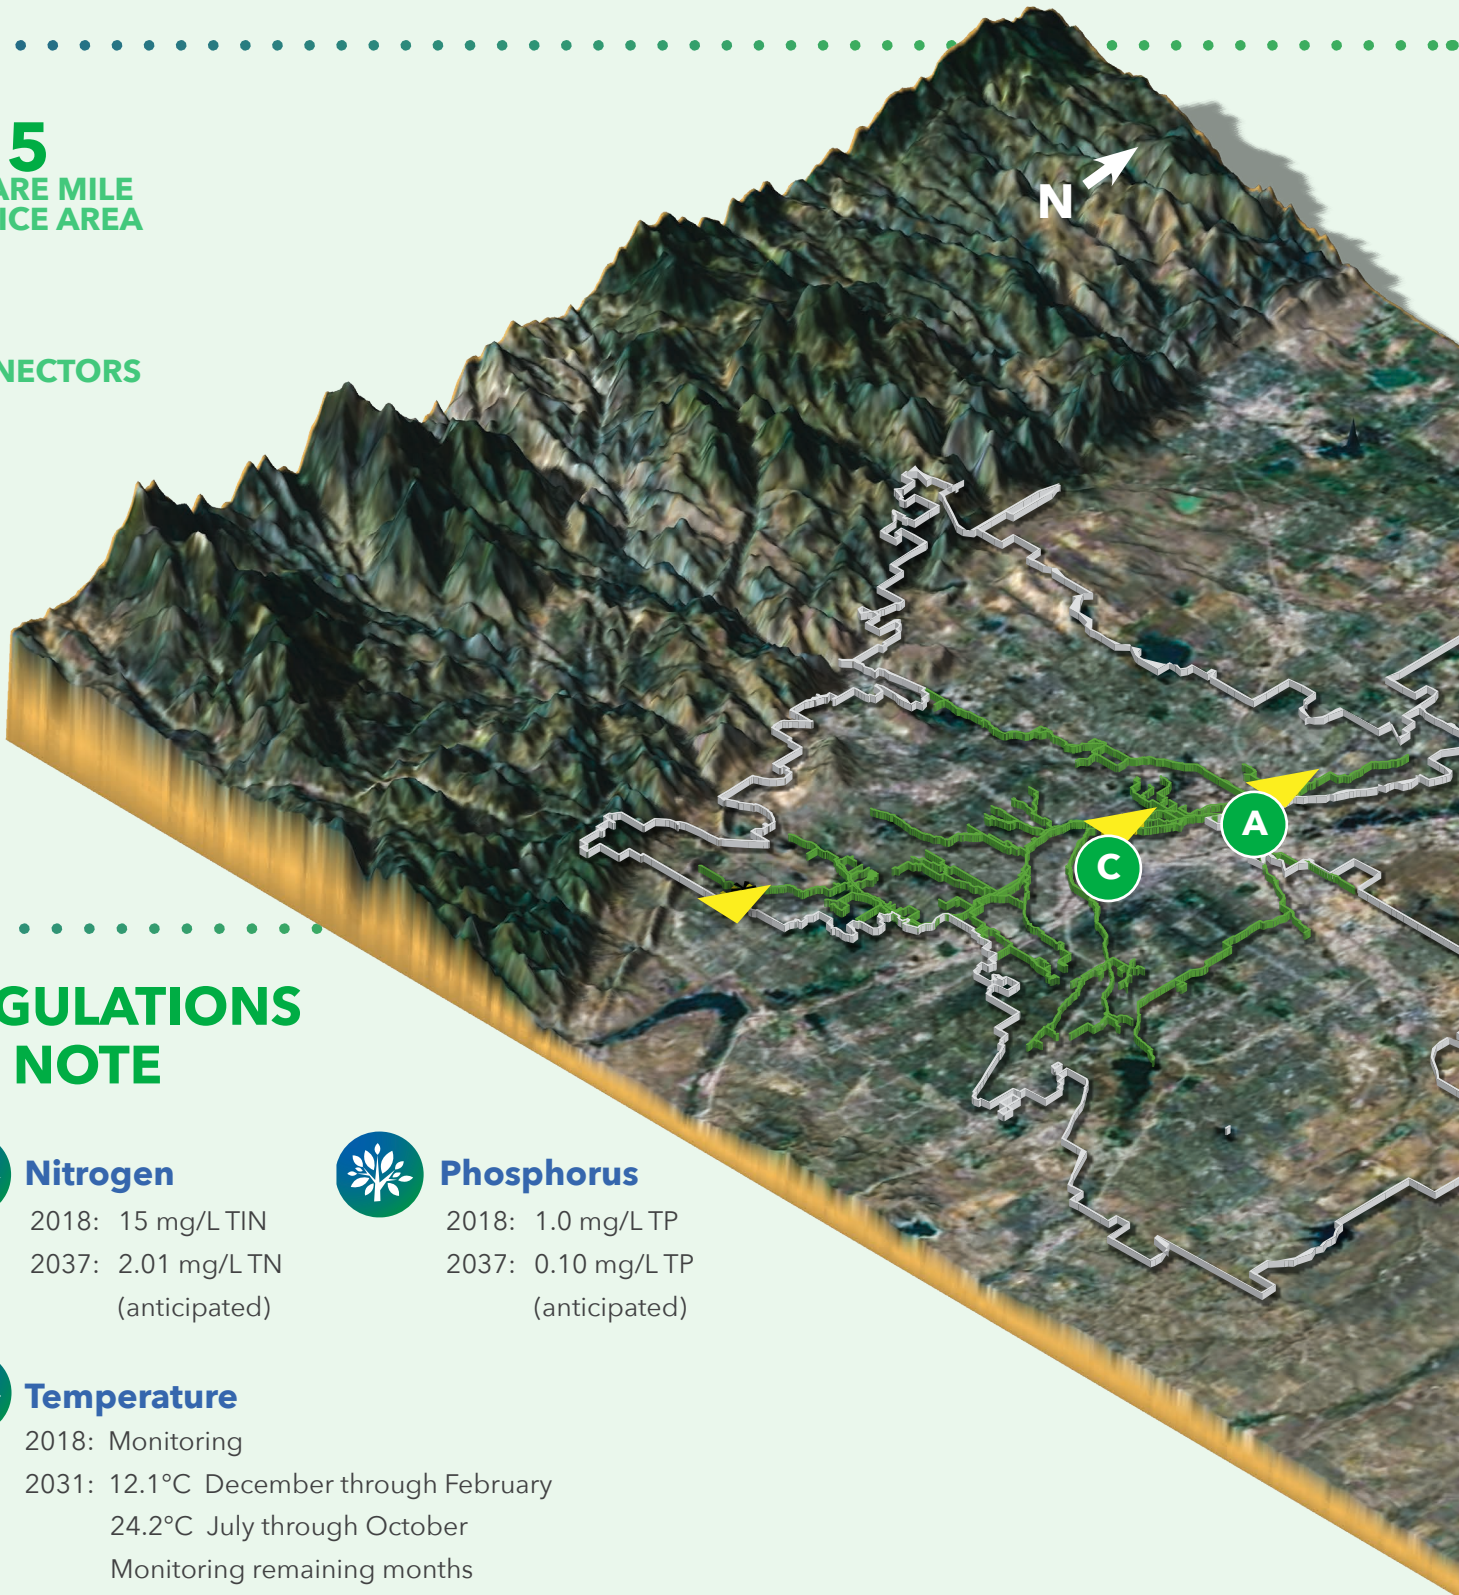 5
ARE MILE
ICE AREA
NECTORS
N
A
C
GULATIONS
NOTE
Nitrogen
2018: 15 mg/L TIN
2037: 2.01 mg/L TN
(anticipated)
Phosphorus
2018: 1.0 mg/L TP
2037: 0.10 mg/L TP
(anticipated)
Temperature
2018: Monitoring
2031: 12.1°C December through February
24.2°C July through October
Monitoring remaining months